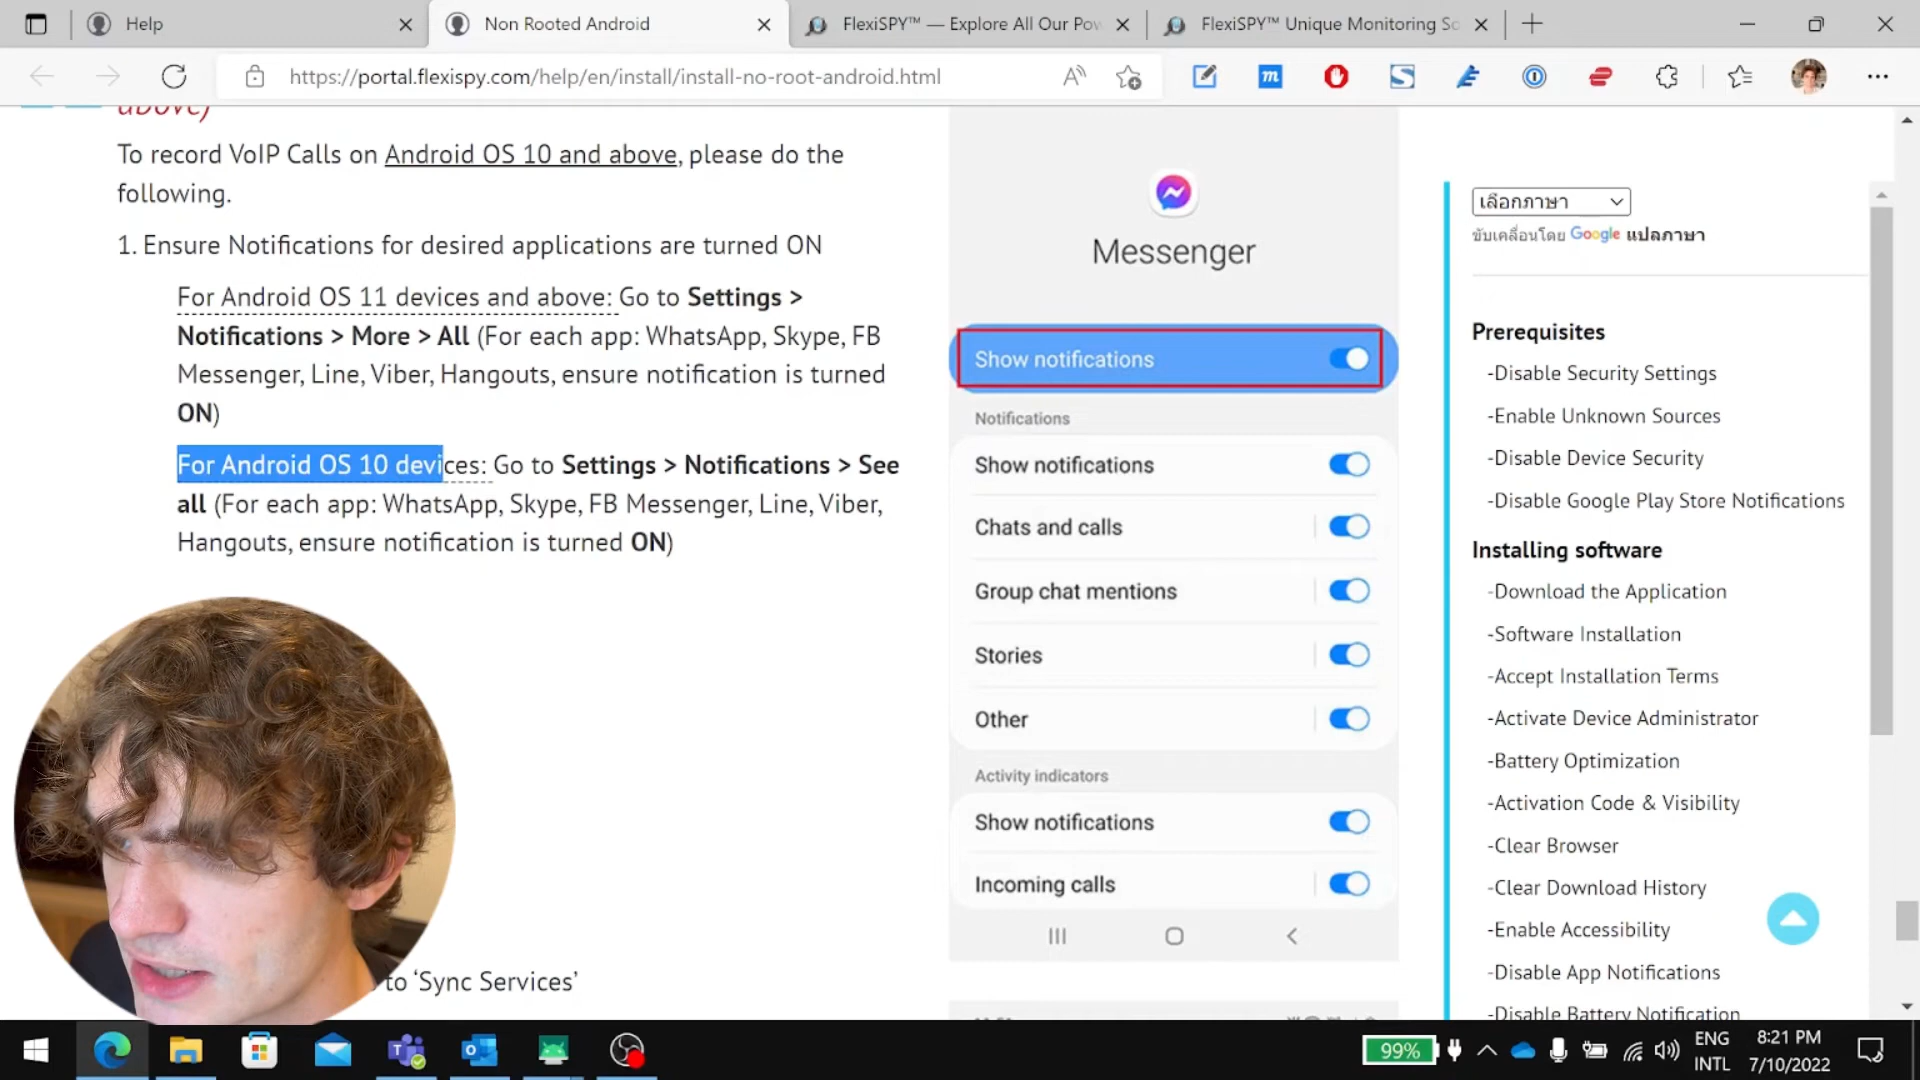 Help
Non Rooted Android
FlexiSPY™ — Explore All Our Pow
FlexiSPY™ Unique Monitoring So
https://portal.flexispy.com/help/en/install/install-no-root-android.html
above)
To record VoIP Calls on Android OS 10 and above, please do the
following.
1. Ensure Notifications for desired applications are turned ON
For Android OS 11 devices and above: Go to Settings >
Notifications > More > All (For each app: WhatsApp, Skype, FB
Messenger, Line, Viber, Hangouts, ensure notification is turned
ON)
For Android OS 10 devices: Go to Settings > Notifications > See
all (For each app: WhatsApp, Skype, FB Messenger, Line, Viber,
Hangouts, ensure notification is turned ON)
to ‘Sync Services’
Messenger
Show notifications
Notifications
Show notifications
Chats and calls
Group chat mentions
Stories
Other
Activity indicators
Show notifications
Incoming calls
เลือกภาษา
ขับเคลื่อนโดย Google แปลภาษา
Prerequisites
-Disable Security Settings
-Enable Unknown Sources
-Disable Device Security
-Disable Google Play Store Notifications
Installing software
-Download the Application
-Software Installation
-Accept Installation Terms
-Activate Device Administrator
-Battery Optimization
-Activation Code & Visibility
-Clear Browser
-Clear Download History
-Enable Accessibility
-Disable App Notifications
-Disable Battery Notification
99%
ENG
INTL
8:21 PM
7/10/2022